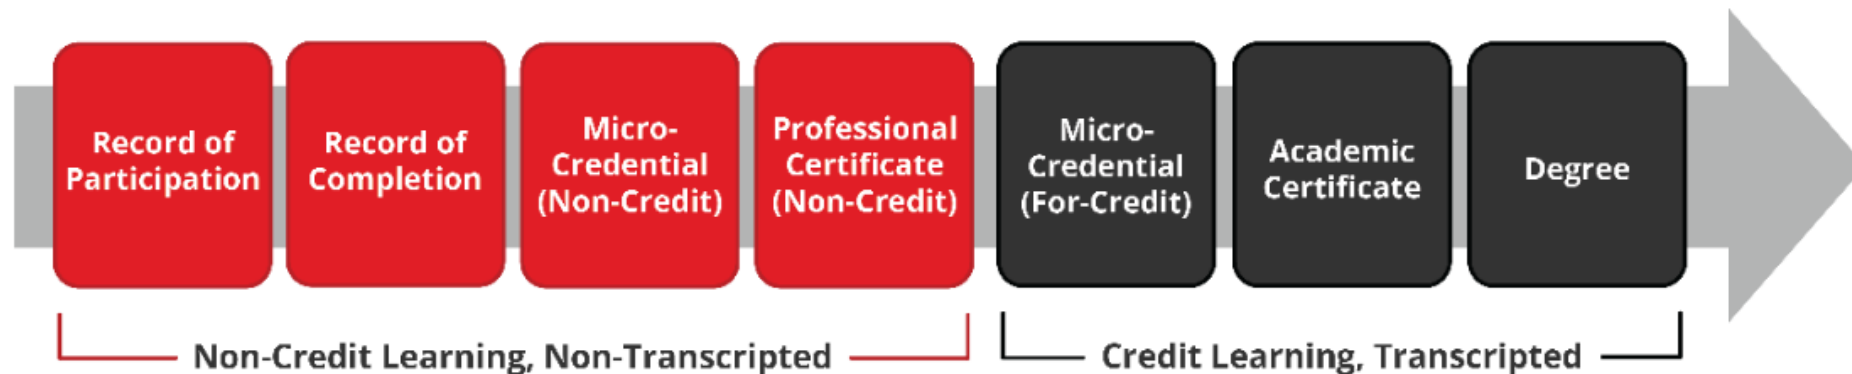 Record of
Participation
Record of
Completion
Micro-
Credential
(Non-Credit)
Professional
Certificate
(Non-Credit)
Micro-
Credential
(For-Credit)
Academic
Certificate
Degree
Non-Credit Learning, Non-Transcripted
Credit Learning, Transcripted